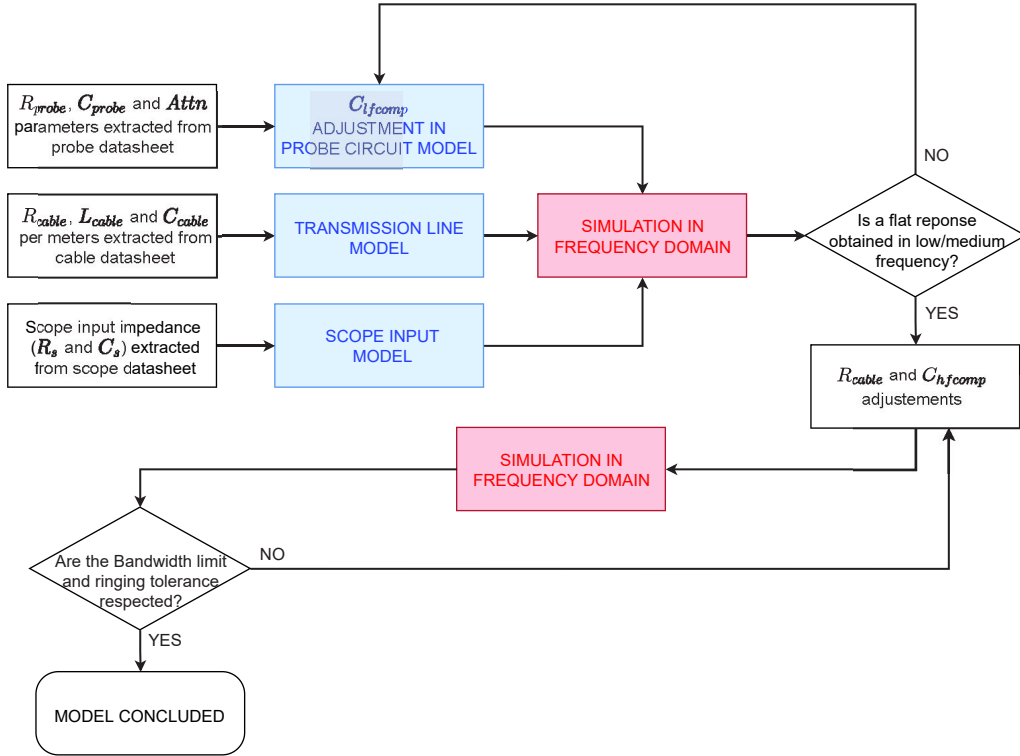 R_probe, C_probe and Attn
parameters extracted from
probe datasheet
C_lfcomp
ADJUSTMENT IN
PROBE CIRCUIT MODEL
NO
R_cable, L_cable and C_cable
per meters extracted from
cable datasheet
TRANSMISSION LINE
MODEL
SIMULATION IN
FREQUENCY DOMAIN
Is a flat reponse
obtained in low/medium
frequency?
YES
Scope input impedance
(R_s and C_s) extracted
from scope datasheet
SCOPE INPUT
MODEL
R_cable and C_hfcomp
adjustements
SIMULATION IN
FREQUENCY DOMAIN
Are the Bandwidth limit
and ringing tolerance
respected?
NO
YES
MODEL CONCLUDED